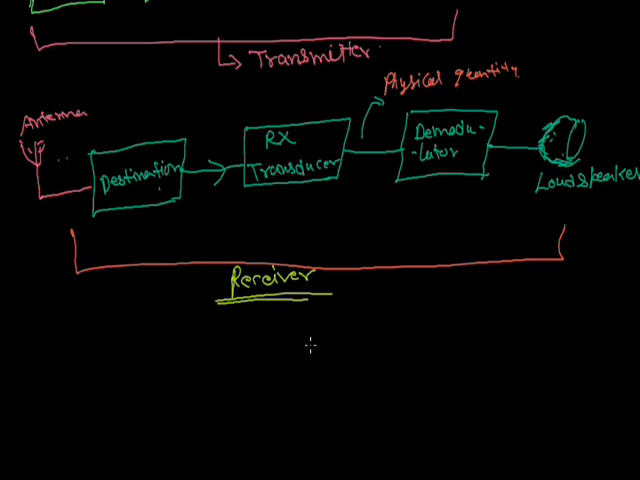 Transmitter
Physical quantity
Antenna
Destination
RX
Transducer
Demodu-
-lator
Loudspeaker
Receiver